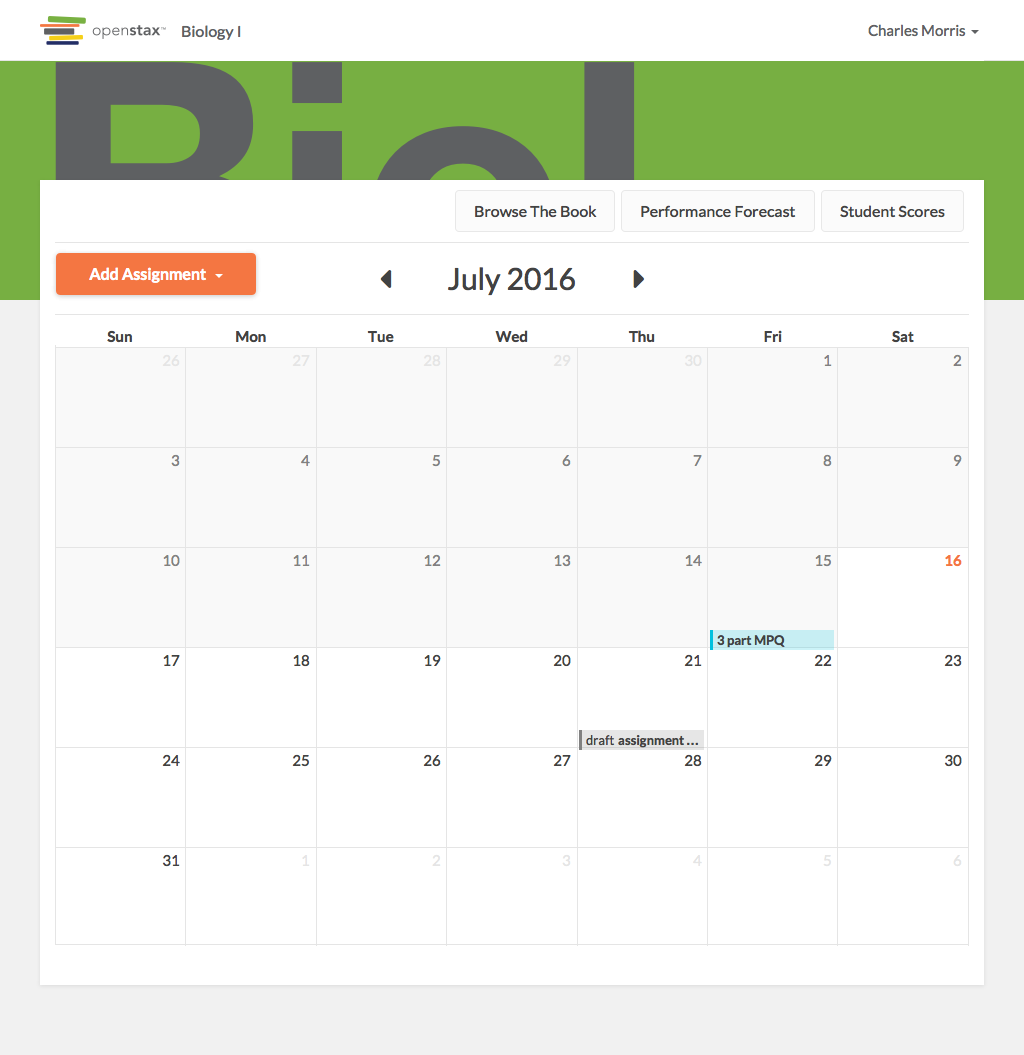 openstax™ Biology I Charles Morris
Biol
Browse The Book Performance Forecast Student Scores
Add Assignment July 2016
Sun Mon Tue Wed Thu Fri Sat
26 27 28 29 30 1 2
3 4 5 6 7 8 9
10 11 12 13 14 15 16
3 part MPQ
17 18 19 20 21 22 23
draft assignment ...
24 25 26 27 28 29 30
31 1 2 3 4 5 6